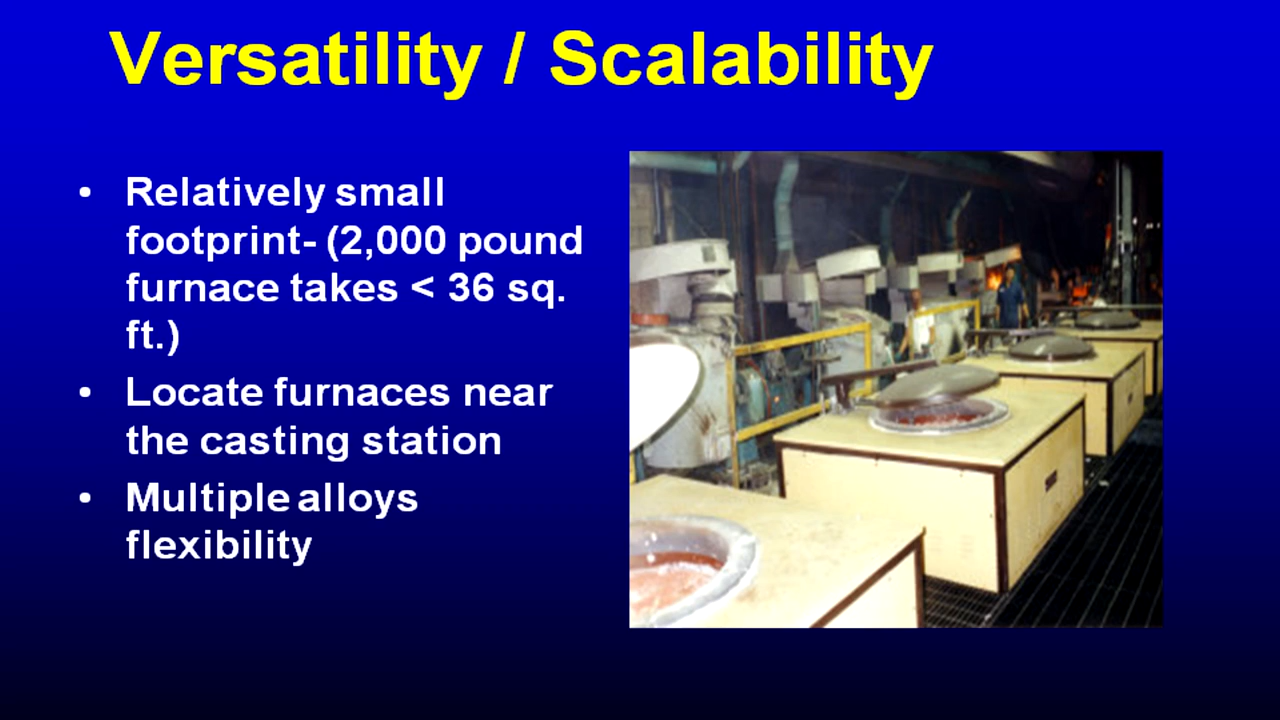 Versatility / Scalability
• Relatively small
footprint- (2,000 pound
furnace takes < 36 sq.
ft.)
• Locate furnaces near
the casting station
• Multiple alloys
flexibility